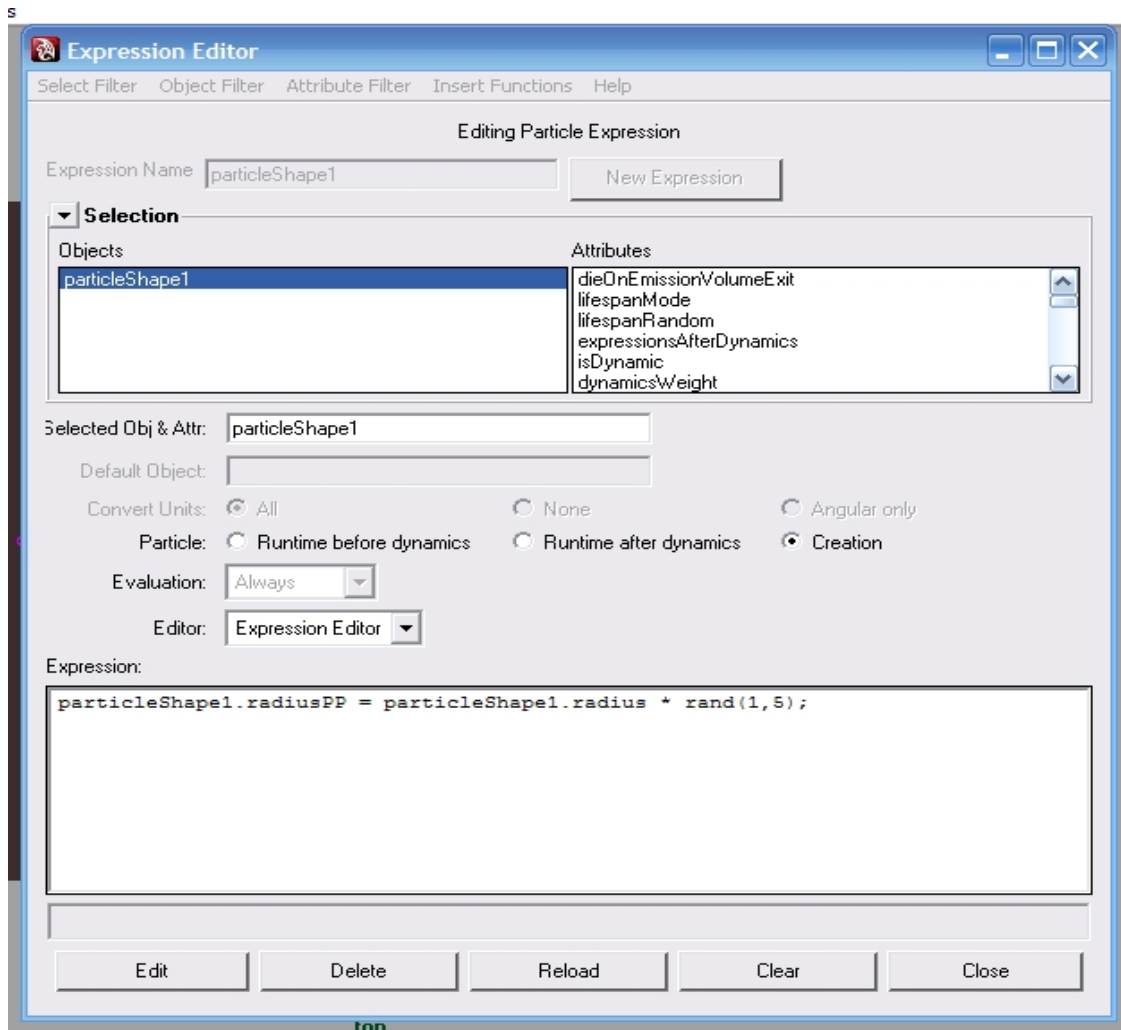 s
Expression Editor
Select Filter Object Filter Attribute Filter Insert Functions Help
Editing Particle Expression
Expression Name particleShape1 New Expression
Selection
Objects Attributes
particleShape1 dieOnEmissionVolumeExit
lifespanMode
lifespanRandom
expressionsAfterDynamics
isDynamic
dynamicsWeight
Selected Obj & Attr: particleShape1
Default Object:
Convert Units: All None Angular only
Particle: Runtime before dynamics Runtime after dynamics Creation
Evaluation: Always
Editor: Expression Editor
Expression:
particleShape1.radiusPP = particleShape1.radius * rand(1,5);
Edit Delete Reload Clear Close
top